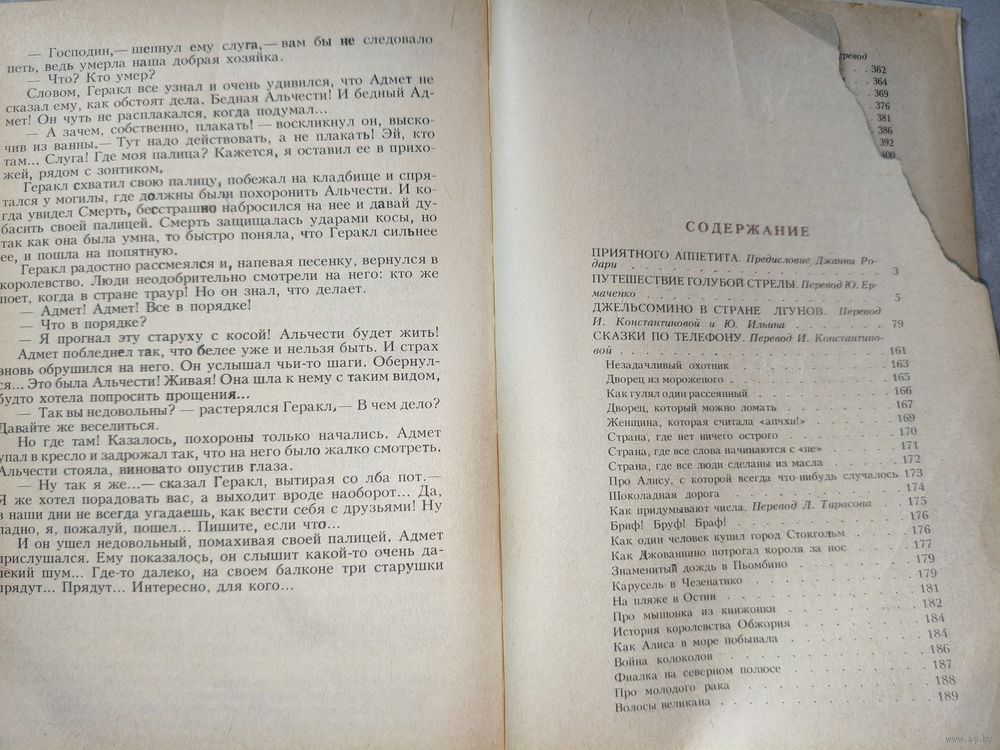 — Господин,— шепнул ему слуга,— вам бы не следовало
петь, ведь умерла наша добрая хозяйка.
— Что? Кто умер?
Словом, Геракл все узнал и очень удивился, что Адмет не
сказал ему, как обстоят дела. Бедная Альчести! И бедный Ад-
мет! Он чуть не расплакался, когда подумал...
— А зачем, собственно, плакать! — воскликнул он, выско-
чив из ванны.— Тут надо действовать, а не плакать! Эй, кто
там... Слуга! Где моя палица? Кажется, я оставил ее в прихо-
жей, рядом с зонтиком.
Геракл схватил свою палицу, побежал на кладбище и спря-
тался у могилы, где должны были похоронить Альчести. И ко-
гда увидел Смерть, бесстрашно набросился на нее и давай ду-
басить своей палицей. Смерть защищалась ударами косы, но
так как она была умна, то быстро поняла, что Геракл сильнее
ее, и пошла на попятную.
Геракл радостно рассмеялся и, напевая песенку, вернулся в
королевство. Люди неодобрительно смотрели на него: кто же
поет, когда в стране траур! Но он знал, что делает.
— Адмет! Адмет! Все в порядке!
— Что в порядке?
— Я прогнал эту старуху с косой! Альчести будет жить!
Адмет побледнел так, что белее уже и нельзя быть. И страх
вновь обрушился на него. Он услышал чьи-то шаги. Обернул-
ся... Это была Альчести! Живая! Она шла к нему с таким видом,
будто хотела попросить прощения...
— Так вы недовольны? — растерялся Геракл,— В чем дело?
Давайте же веселиться.
Но где там! Казалось, похороны только начались. Адмет
упал в кресло и задрожал так, что на него было жалко смотреть.
Альчести стояла, виновато опустив глаза.
— Ну так я же...— сказал Геракл, вытирая со лба пот.—
Я же хотел порадовать вас, а выходит вроде наоборот... Да,
в наши дни не всегда угадаешь, как вести себя с друзьями! Ну
ладно, я, пожалуй, пошел... Пишите, если что...
И он ушел недовольный, помахивая своей палицей. Адмет
прислушался. Ему показалось, он слышит какой-то очень да-
лекий шум... Где-то далеко, на своем балконе три старушки
прядут... Прядут... Интересно, для кого...
362
364
369
376
381
386
392
400
СОДЕРЖАНИЕ
ПРИЯТНОГО АППЕТИТА. Предисловие Джанни Ро-
дари . . . 3
ПУТЕШЕСТВИЕ ГОЛУБОЙ СТРЕЛЫ. Перевод Ю. Ер-
маченко . . . 5
ДЖЕЛЬСОМИНО В СТРАНЕ ЛГУНОВ. Перевод
И. Константиновой и Ю. Ильина . . . 79
СКАЗКИ ПО ТЕЛЕФОНУ. Перевод И. Константино-
вой . . . 161
Незадачливый охотник . . . 163
Дворец из мороженого . . . 165
Как гулял один рассеянный . . . 166
Дворец, который можно ломать . . . 167
Женщина, которая считала «апчхи!» . . . 169
Страна, где нет ничего острого . . . 170
Страна, где все слова начинаются с «не» . . . 171
Страна, где все люди сделаны из масла . . . 172
Про Алису, с которой всегда что-нибудь случалось 173
Шоколадная дорога . . . 174
Как придумывают числа. Перевод Л. Тарасова . . . 175
Бриф! Бруф! Браф! . . . 176
Как один человек купил город Стокгольм . . . 176
Как Джованнино потрогал короля за нос . . . 177
Знаменитый дождь в Пьомбино . . . 179
Карусель в Чезенатико . . . 179
На пляже в Остии . . . 181
Про мышонка из книжонки . . . 182
История королевства Обжория . . . 184
Как Алиса в море побывала . . . 184
Война колоколов . . . 186
Фиалка на северном полюсе . . . 187
Про молодого рака . . . 188
Волосы великана . . . 189
www.ay.by